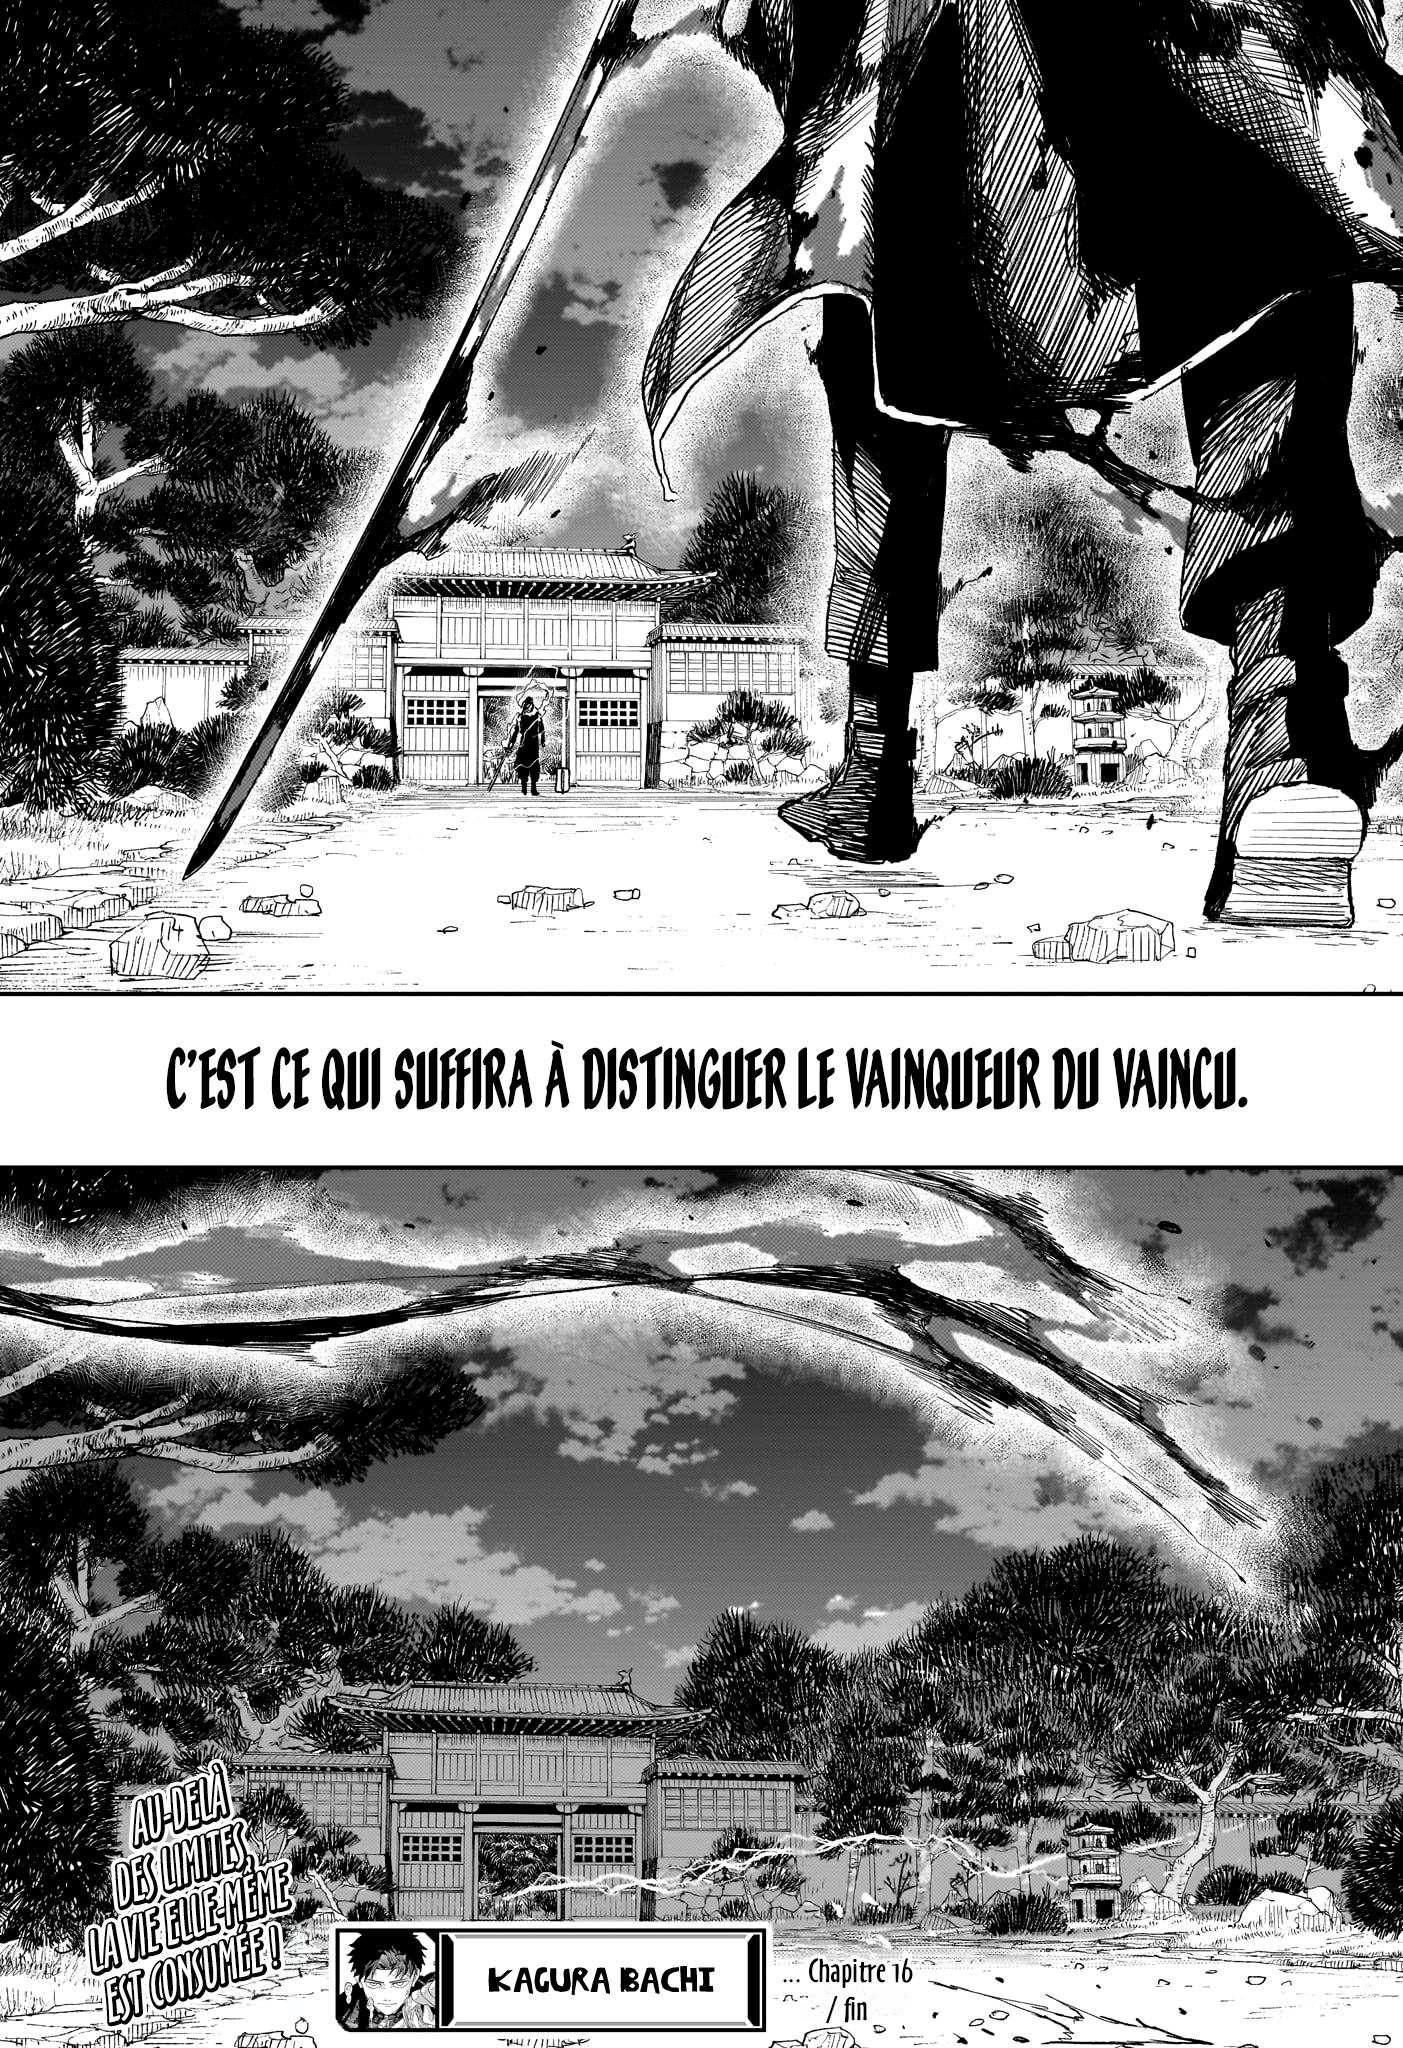 C'EST CE QUI SUFFIRA À DISTINGUER LE VAINQUEUR DU VAINCU.
AU-DELÀ
DES LIMITES,
LA VIE ELLE-MÊME
EST CONSUMÉE !
KAGURA BACHI
... Chapitre 16
/ fin